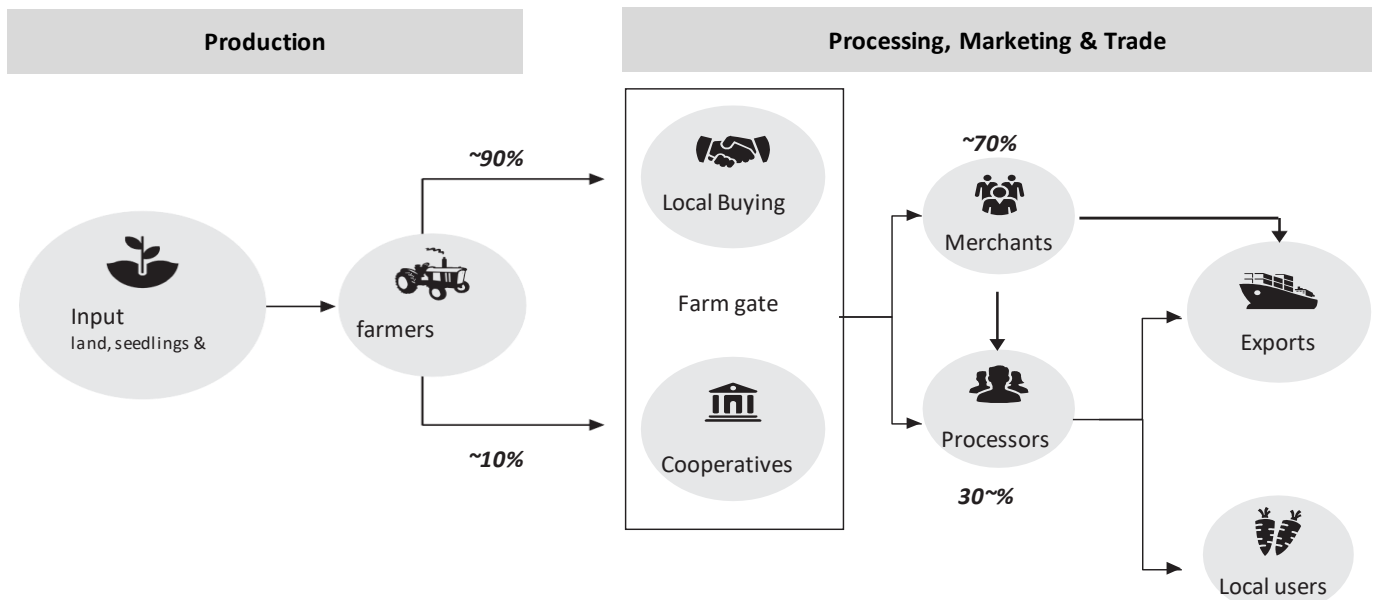 Production
Processing, Marketing & Trade
~90%
~70%
Local Buying
Merchants
Input
land, seedlings &
farmers
Farm gate
Exports
~10%
Cooperatives
Processors
30~%
Local users